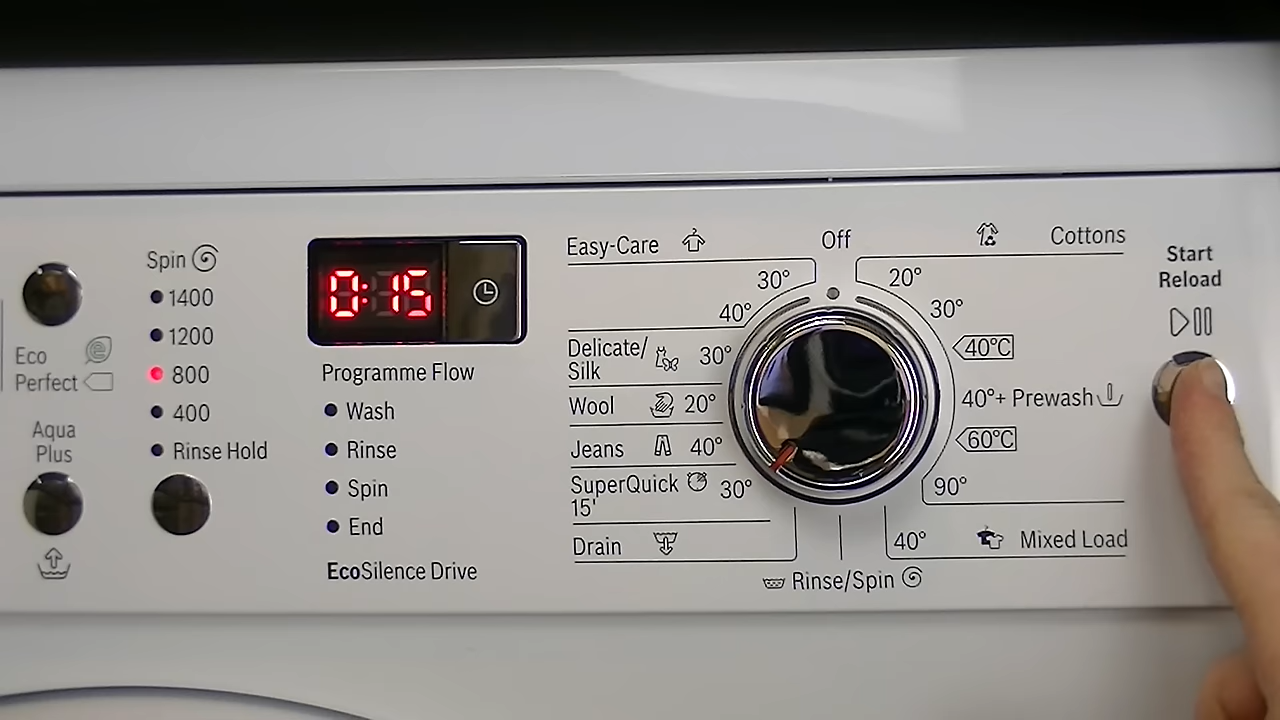 Spin
1400
1200
800
400
Rinse Hold
Eco
Perfect
Aqua
Plus
0:15
Programme Flow
Wash
Rinse
Spin
End
EcoSilence Drive
Easy-Care
30°
40°
Delicate/
Silk 30°
Wool 20°
Jeans 40°
SuperQuick 30°
15'
Drain
Off
Cottons
20°
30°
40°C
40°+ Prewash
60°C
90°
40° Mixed Load
Rinse/Spin
Start
Reload